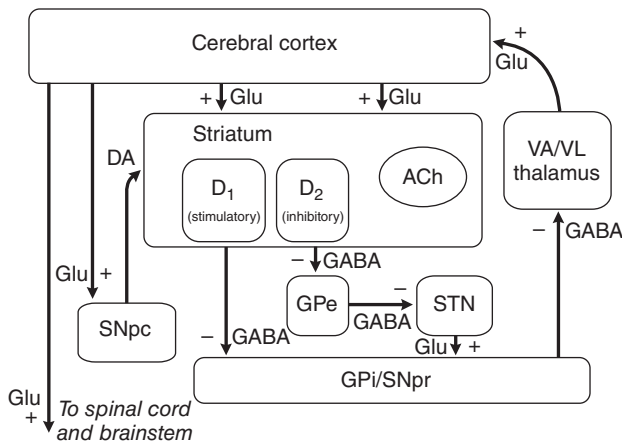 Cerebral cortex
+
Glu
+ Glu
+ Glu
Striatum
DA
D1
(stimulatory)
D2
(inhibitory)
ACh
VA/VL
thalamus
– GABA
– GABA
–
Glu +
GPe
GABA
STN
SNpc
– GABA
Glu +
GPi/SNpr
Glu
+
To spinal cord
and brainstem